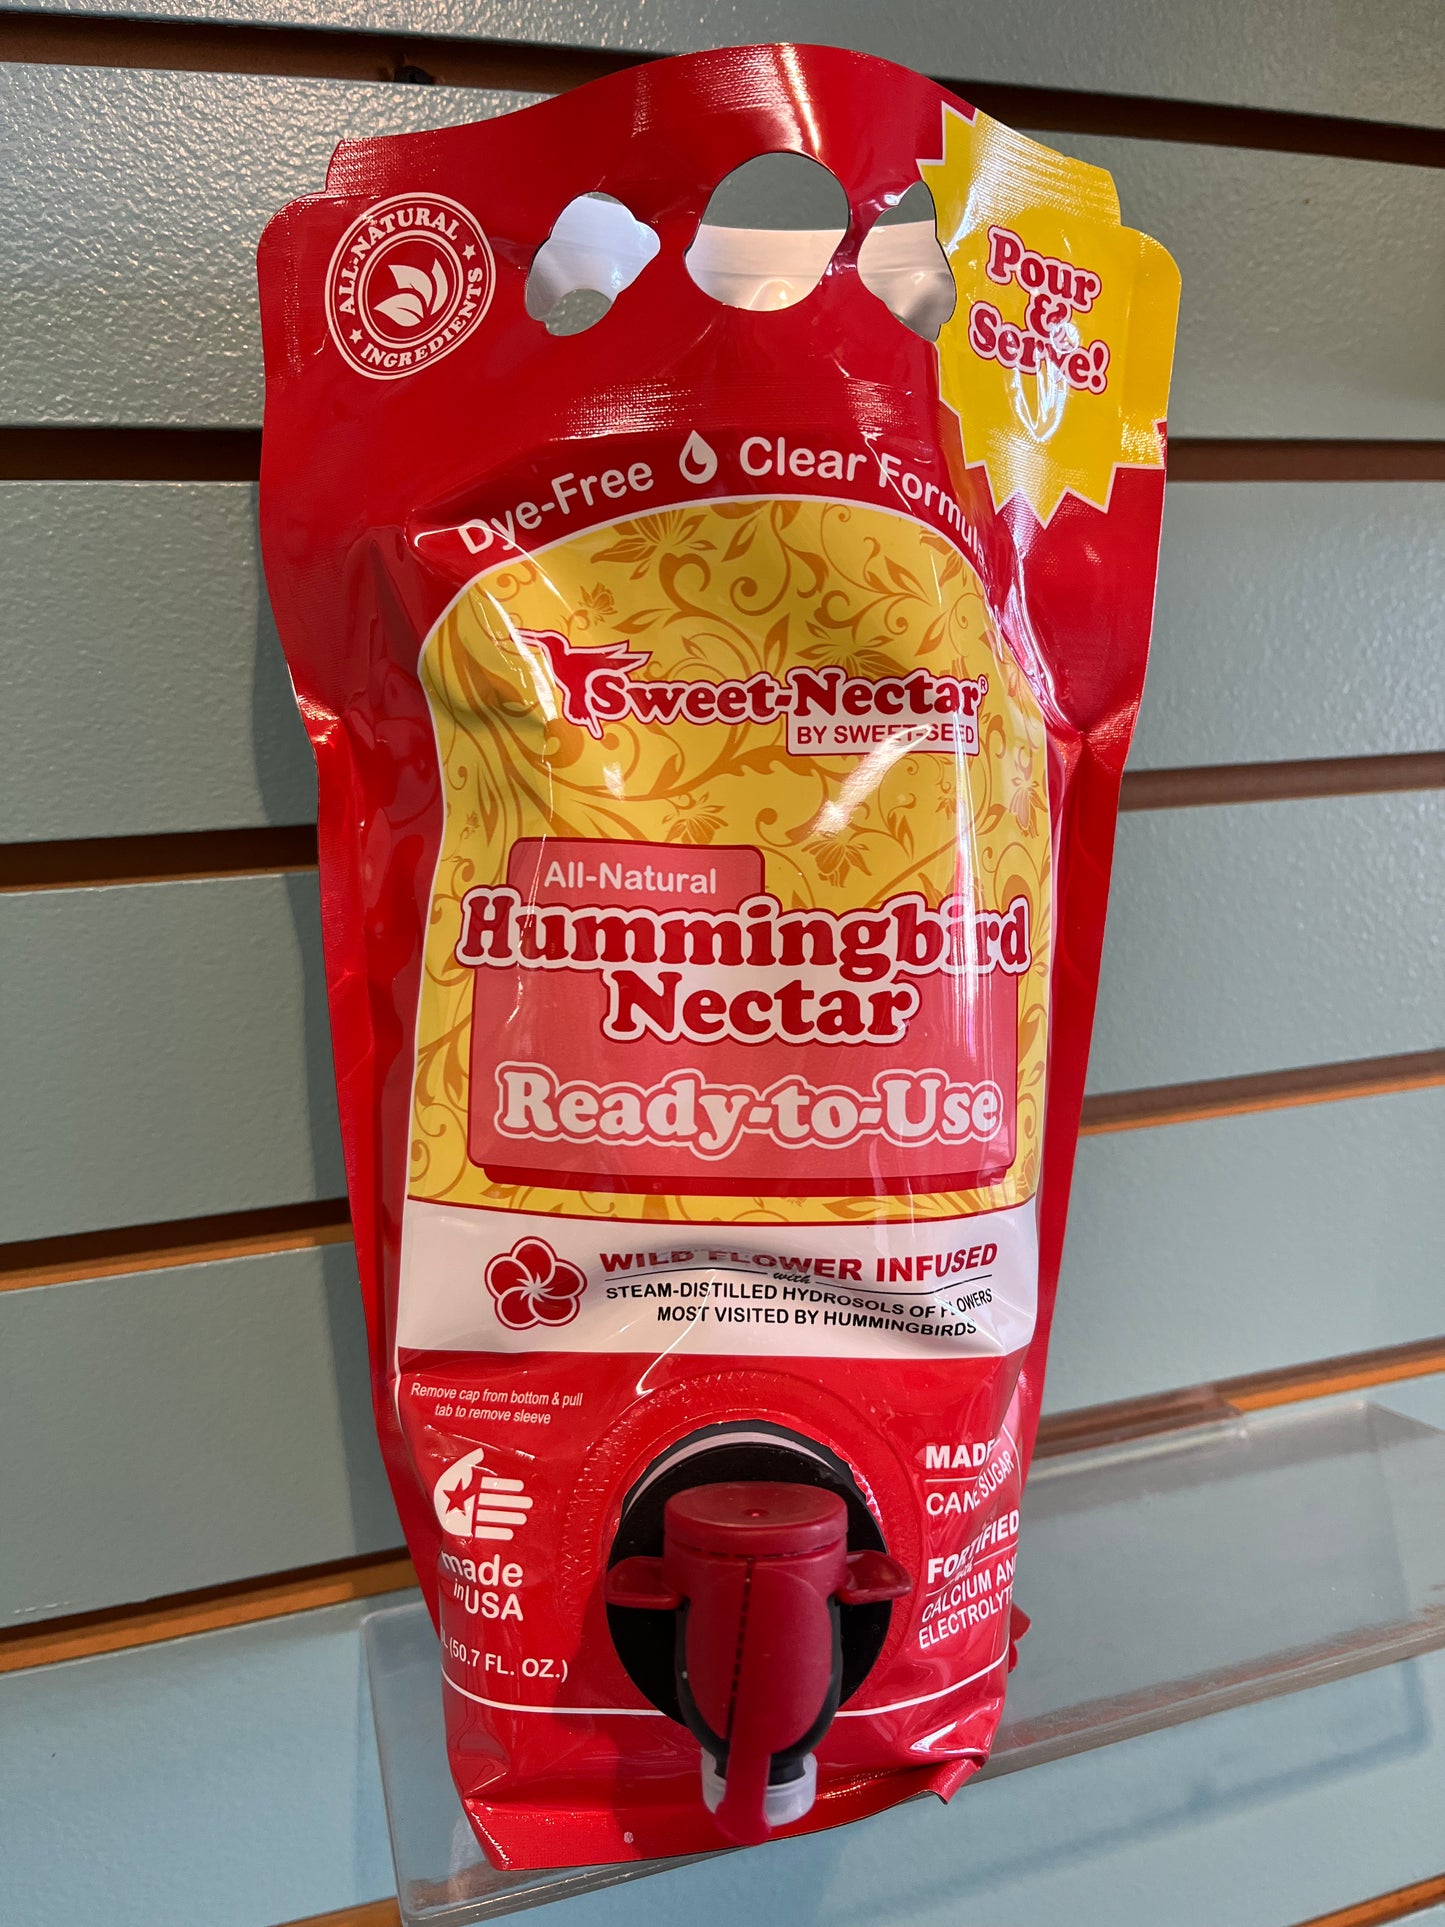 ALL-NATURAL
INGREDIENTS
Pour
&
Serve!
Dye-Free Clear Formula
Sweet-Nectar®
BY SWEET-SEED
All-Natural
Hummingbird
Nectar
Ready-to-Use
WILD FLOWER INFUSED
with
STEAM-DISTILLED HYDROSOLS OF FLOWERS
MOST VISITED BY HUMMINGBIRDS
Remove cap from bottom & pull
tab to remove sleeve
MADE
CANE SUGAR
FORTIFIED
with
CALCIUM AN
ELECTROLYT
made
in USA
L (50.7 FL. OZ.)